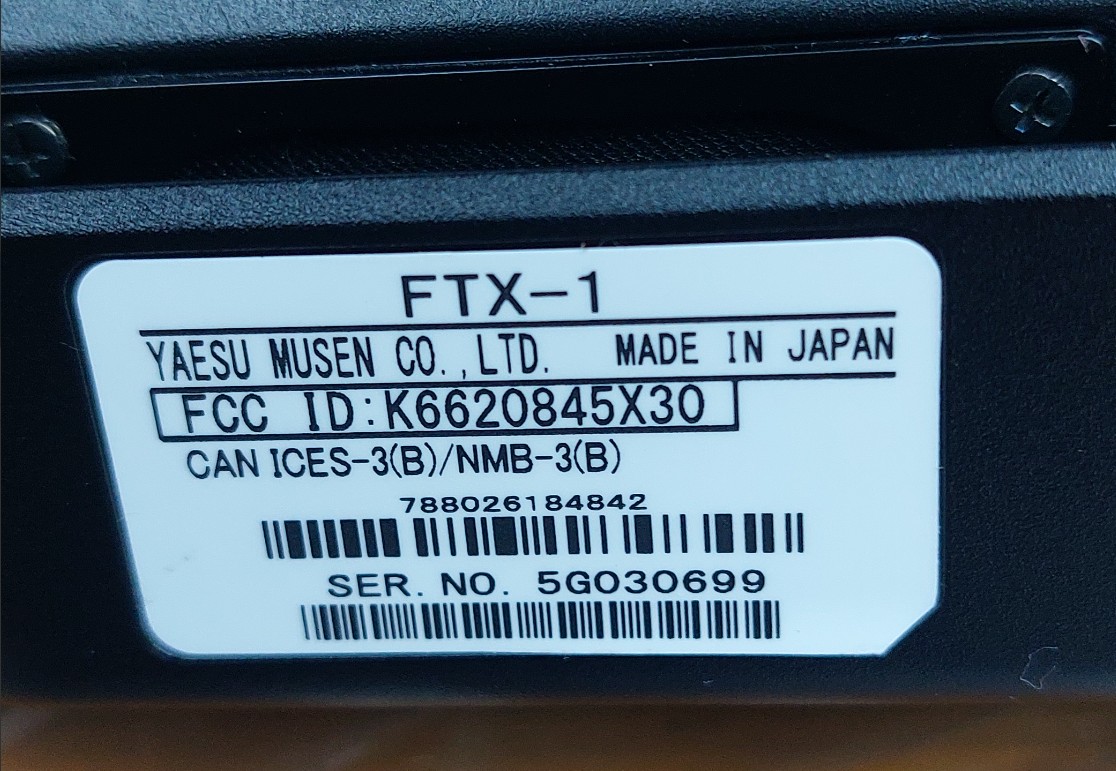 FTX-1
YAESU MUSEN CO.,LTD. MADE IN JAPAN
FCC ID:K6620845X30
CAN ICES-3(B)/NMB-3(B)
788026184842
SER. NO. 5G030699